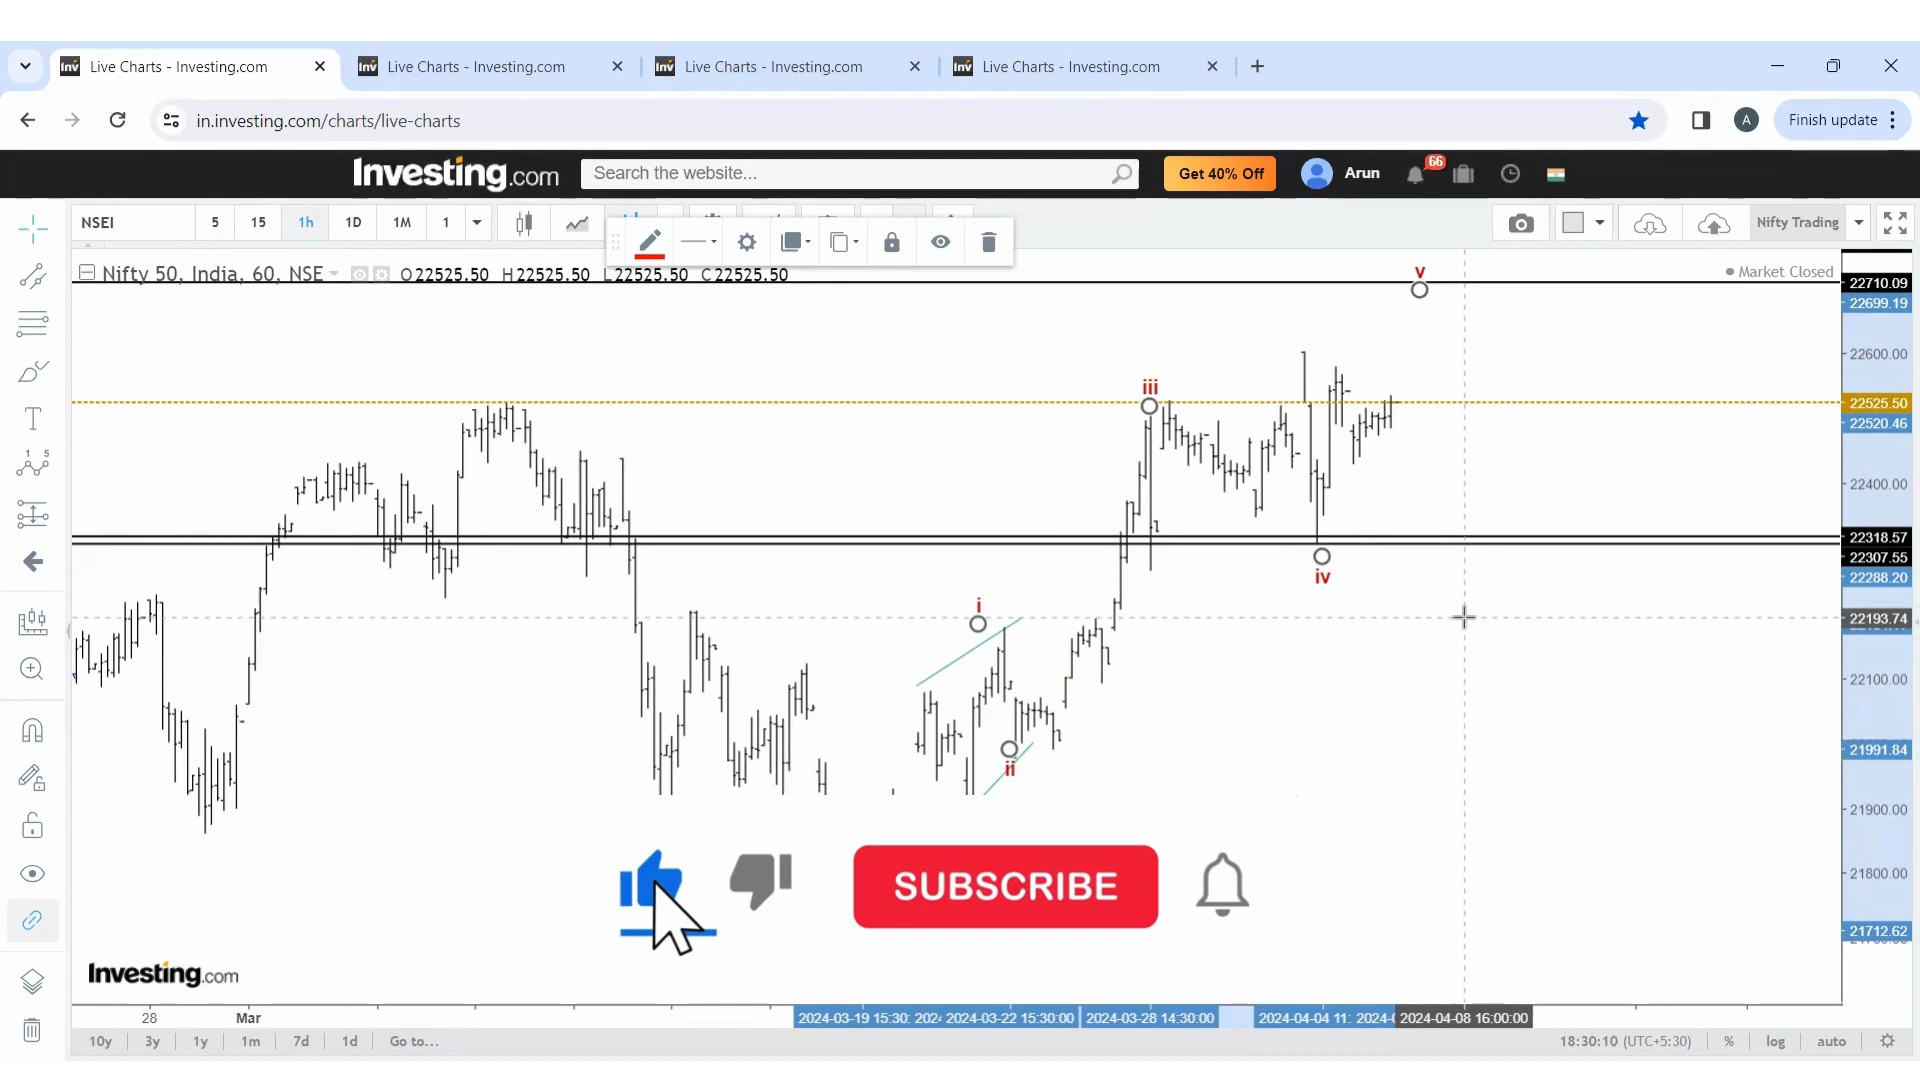 Live Charts - Investing.com
Live Charts - Investing.com
Live Charts - Investing.com
Live Charts - Investing.com
in.investing.com/charts/live-charts
A
Finish update
Investing.com
Search the website...
Get 40% Off
Arun
66
NSEI
5
15
1h
1D
1M
1
Nifty Trading
Nifty 50, India, 60, NSE
O22525.50 H22525.50 L22525.50 C22525.50
Market Closed
v
22710.09
22699.19
22600.00
iii
22525.50
22520.46
22400.00
22318.57
22307.55
iv
22288.20
i
22193.74
22100.00
ii
21991.84
21900.00
21800.00
21712.62
SUBSCRIBE
Investing.com
28
Mar
2024-03-19 15:30:
2024-03-22 15:30:00
2024-03-28 14:30:00
2024-04-04 11:
2024-04-08 16:00:00
10y
3y
1y
1m
7d
1d
Go to...
18:30:10 (UTC+5:30)
%
log
auto